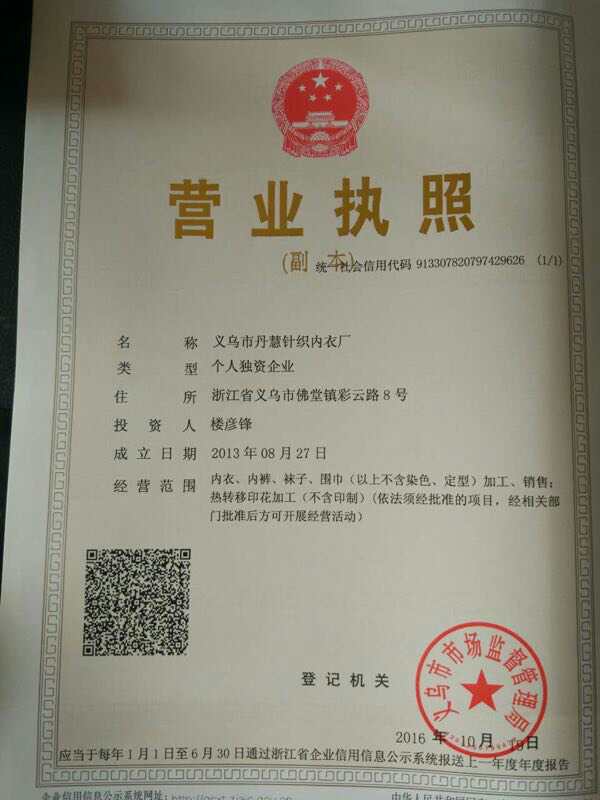 营业执照
(副 本)
统一社会信用代码 913307820797429626 (1/1)
名称 义乌市丹慧针织内衣厂
类型 个人独资企业
住所 浙江省义乌市佛堂镇彩云路8号
投资人 楼彦锋
成立日期 2013年08月27日
经营范围 内衣、内裤、袜子、围巾（以上不含染色、定型）加工、销售；
热转移印花加工（不含印制）(依法须经批准的项目，经相关部
门批准后方可开展经营活动）
登记机关
义乌市市场监督管理局
2016年10月19日
应当于每年1月1日至6月30日通过浙江省企业信用信息公示系统报送上一年度年度报告
企业信用信息公示系统网址: